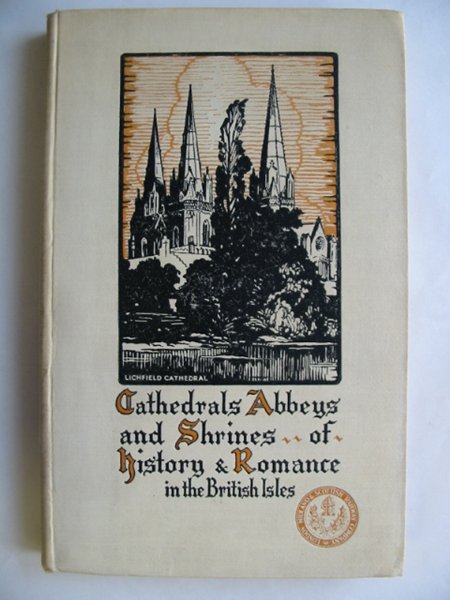 LICHFIELD CATHEDRAL
Cathedrals Abbeys
and Shrines .. of
History & Romance
in the British Isles